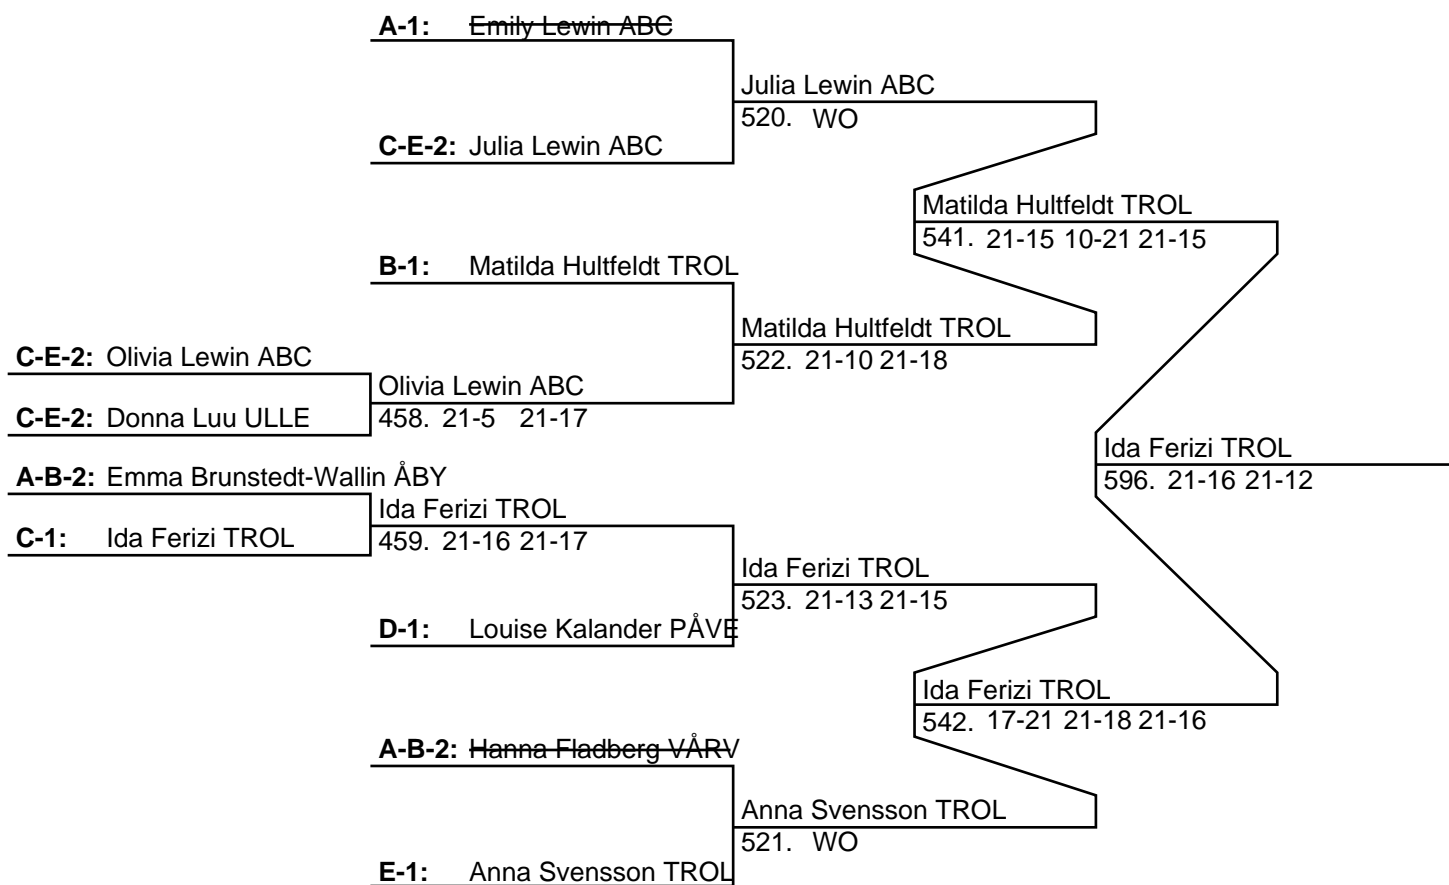 A-1: Emily Lewin ABC
Julia Lewin ABC
520. WO
C-E-2: Julia Lewin ABC
Matilda Hultfeldt TROL
541. 21-15 10-21 21-15
B-1: Matilda Hultfeldt TROL
Matilda Hultfeldt TROL
522. 21-10 21-18
C-E-2: Olivia Lewin ABC
Olivia Lewin ABC
458. 21-5 21-17
C-E-2: Donna Luu ULLE
Ida Ferizi TROL
596. 21-16 21-12
A-B-2: Emma Brunstedt-Wallin ÅBY
Ida Ferizi TROL
459. 21-16 21-17
C-1: Ida Ferizi TROL
Ida Ferizi TROL
523. 21-13 21-15
D-1: Louise Kalander PÅVE
Ida Ferizi TROL
542. 17-21 21-18 21-16
A-B-2: Hanna Fladberg VÅRV
Anna Svensson TROL
521. WO
E-1: Anna Svensson TROL